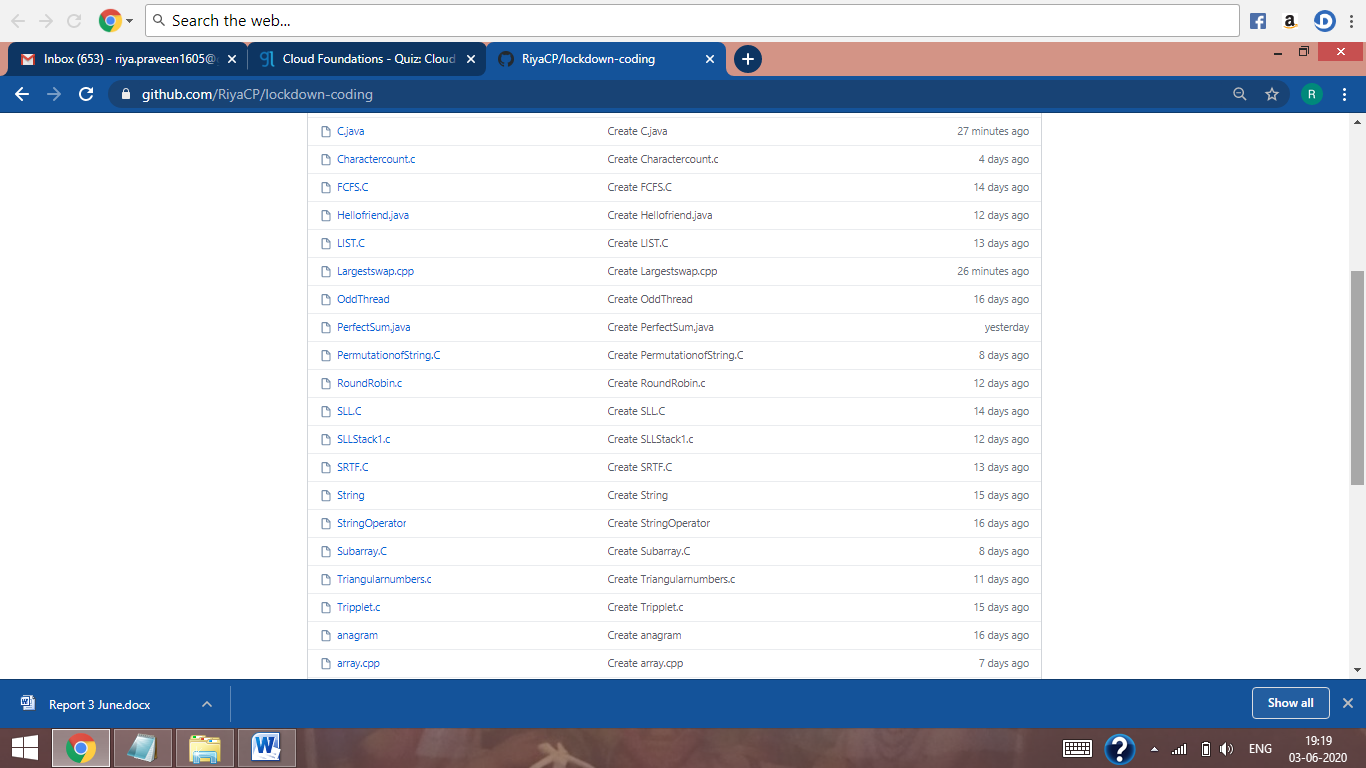 Search the web...
Inbox (653) - riya.praveen1605@
Cloud Foundations - Quiz: Cloud
RiyaCP/lockdown-coding
github.com/RiyaCP/lockdown-coding
R
C.java Create C.java 27 minutes ago
Charactercount.c Create Charactercount.c 4 days ago
FCFS.C Create FCFS.C 14 days ago
Hellofriend.java Create Hellofriend.java 12 days ago
LIST.C Create LIST.C 13 days ago
Largestswap.cpp Create Largestswap.cpp 26 minutes ago
OddThread Create OddThread 16 days ago
PerfectSum.java Create PerfectSum.java yesterday
PermutationofString.C Create PermutationofString.C 8 days ago
RoundRobin.c Create RoundRobin.c 12 days ago
SLL.C Create SLL.C 14 days ago
SLLStack1.c Create SLLStack1.c 12 days ago
SRTF.C Create SRTF.C 13 days ago
String Create String 15 days ago
StringOperator Create StringOperator 16 days ago
Subarray.C Create Subarray.C 8 days ago
Triangularnumbers.c Create Triangularnumbers.c 11 days ago
Tripplet.c Create Tripplet.c 15 days ago
anagram Create anagram 16 days ago
array.cpp Create array.cpp 7 days ago
Report 3 June.docx
Show all
ENG
19:19
03-06-2020